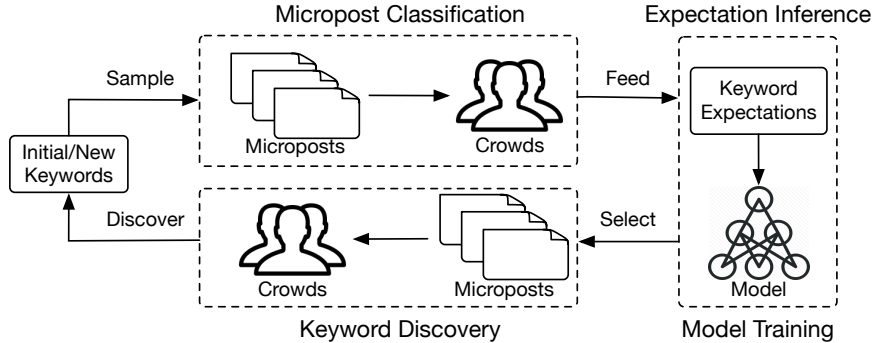 Micropost Classification
Expectation Inference
Sample
Microposts
Crowds
Feed
Keyword
Expectations
Initial/New
Keywords
Discover
Crowds
Microposts
Select
Model
Keyword Discovery
Model Training